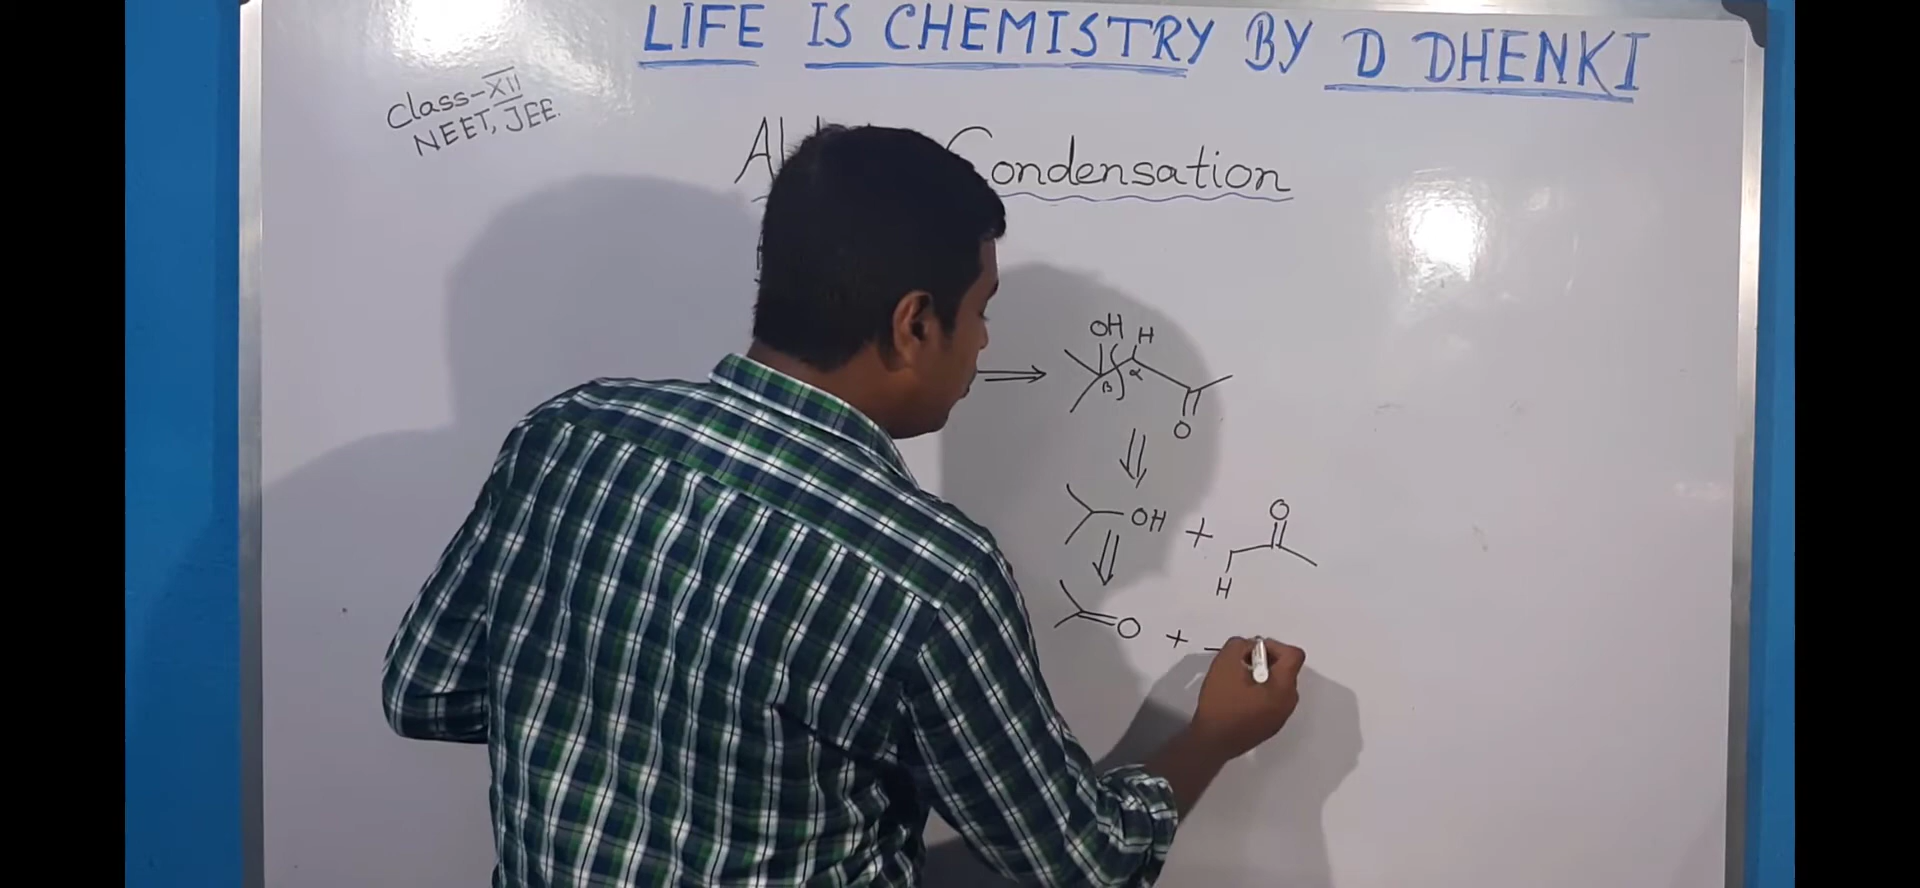 LIFE IS CHEMISTRY BY D DHENKI
Class-XII
NEET, JEE.
Condensation
OH H
β α
O
OH + O
H
O +